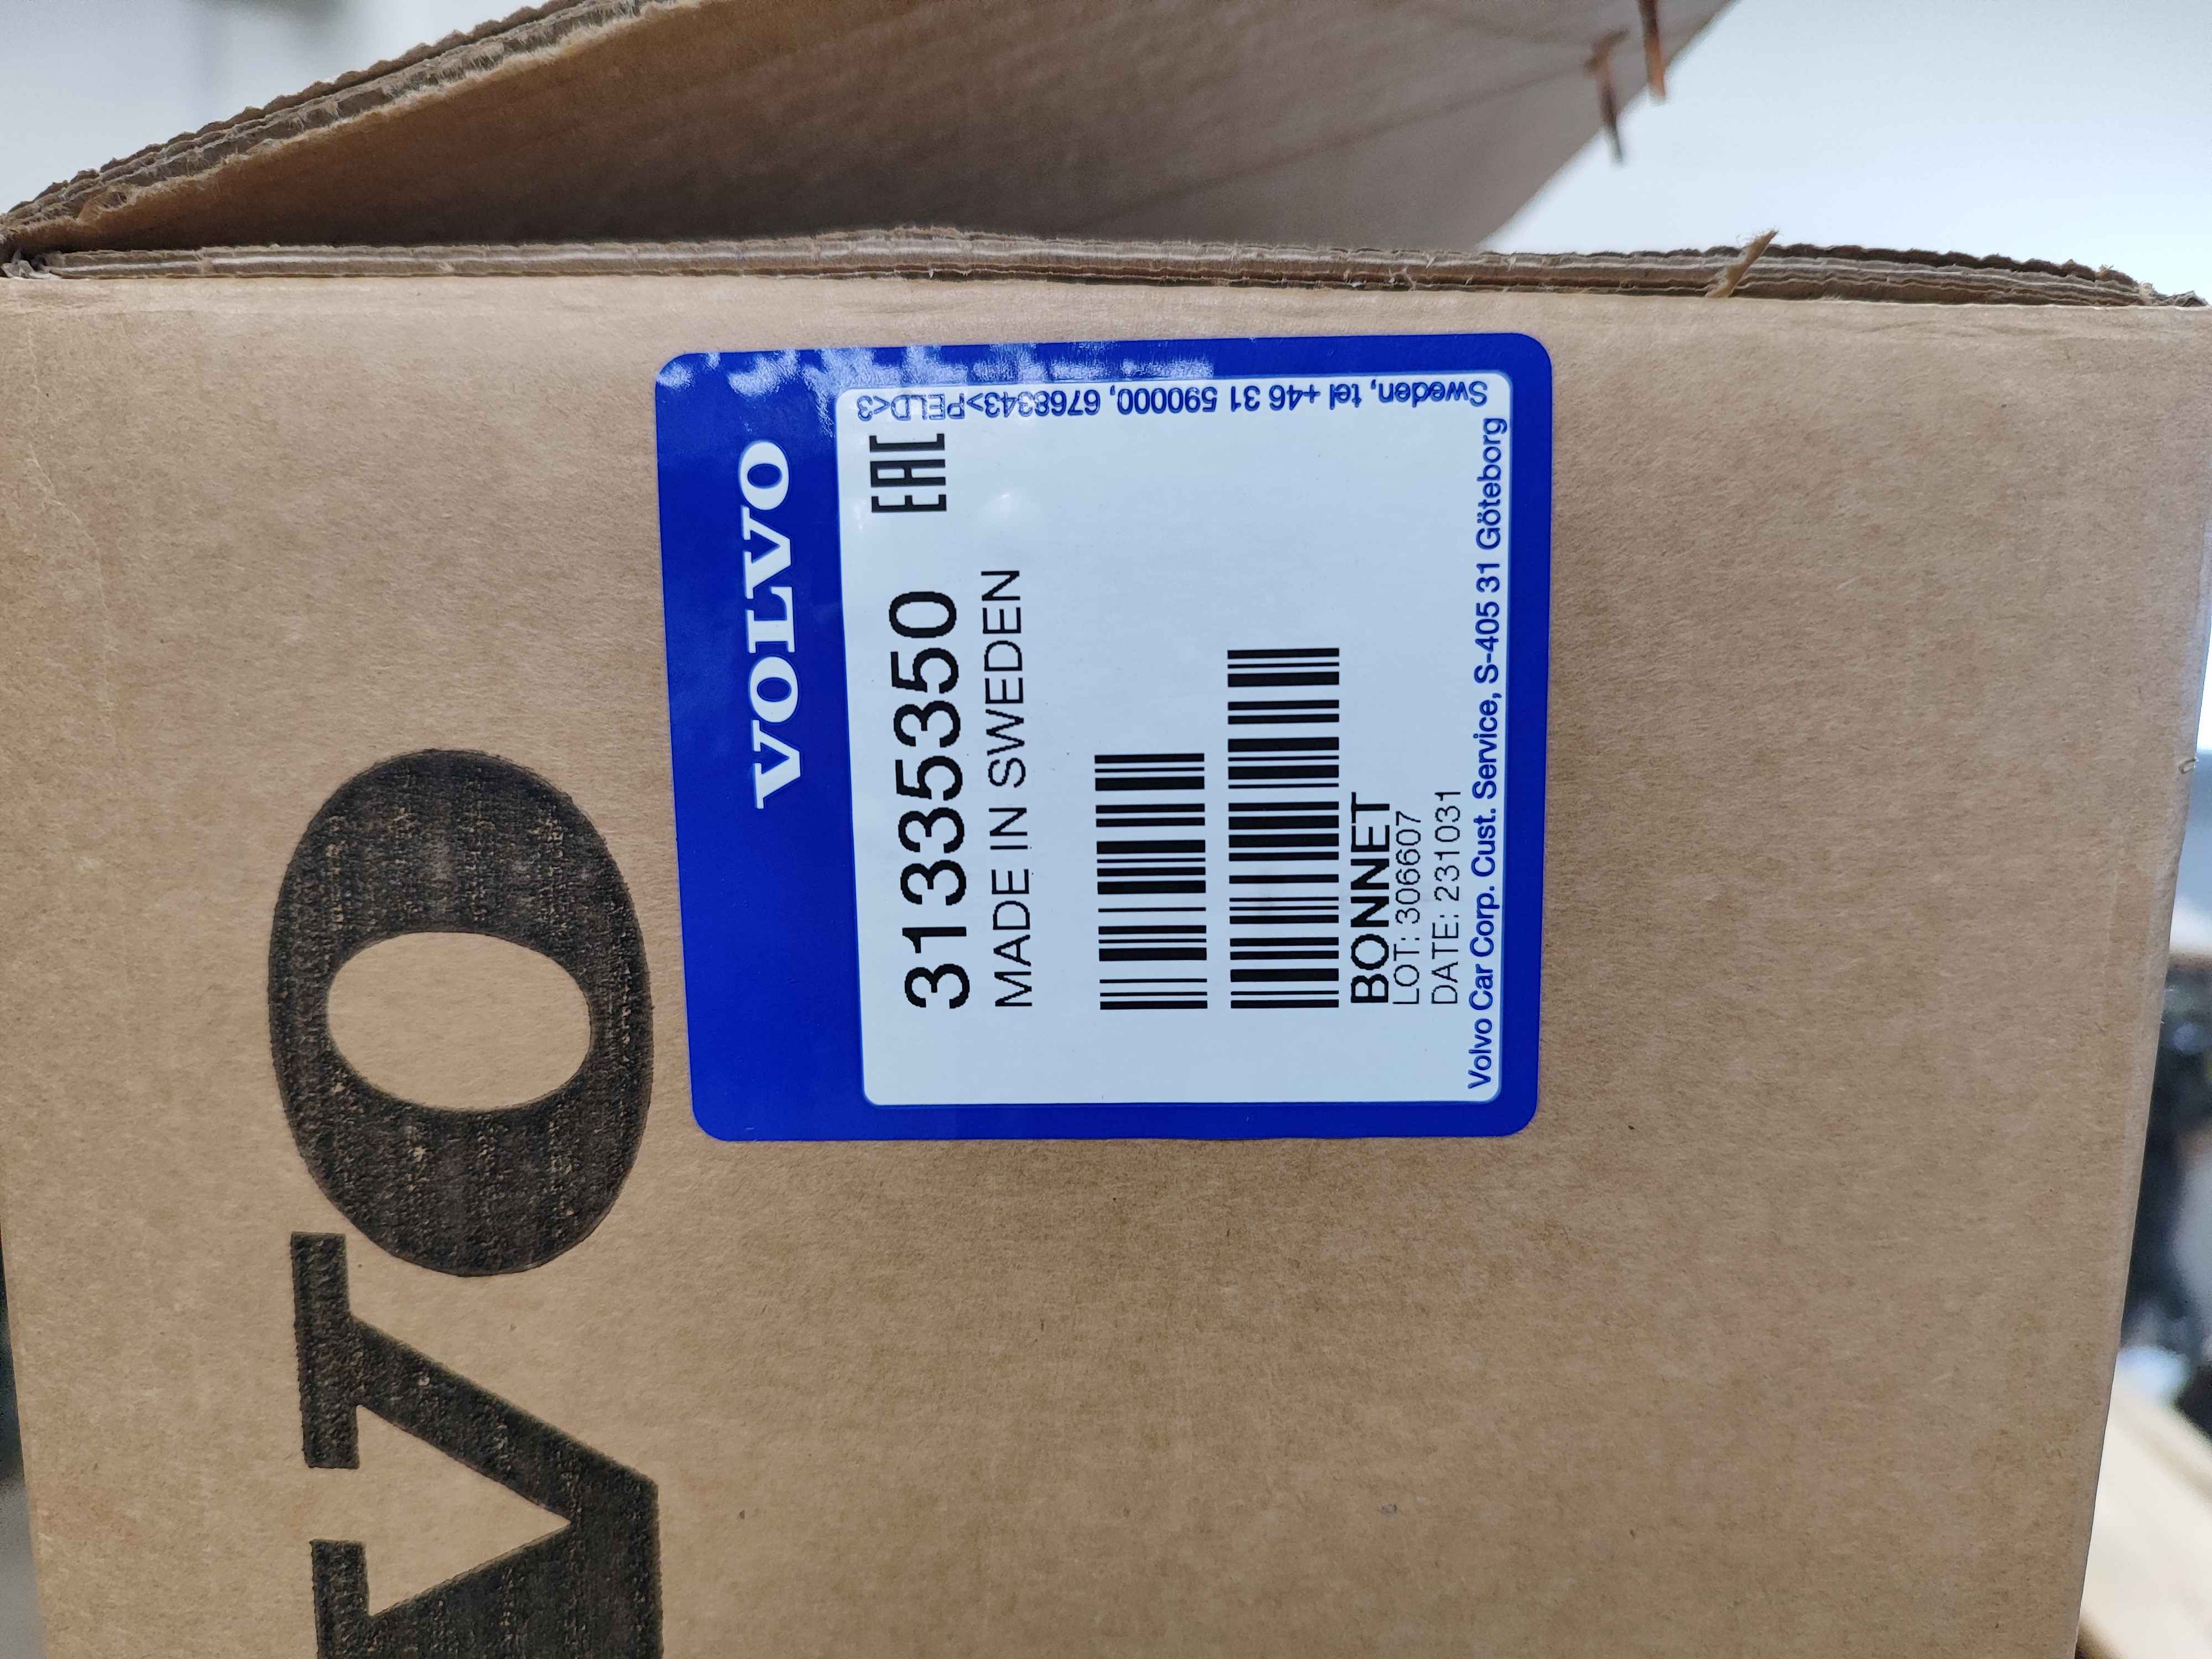 VOLVO
31335350
EAC
MADE IN SWEDEN
BONNET
LOT: 306607
DATE: 231031
Volvo Car Corp. Cust. Service, S-405 31 Göteborg
Sweden, tel +46 31 590000, 6768343>PELD<3
VO